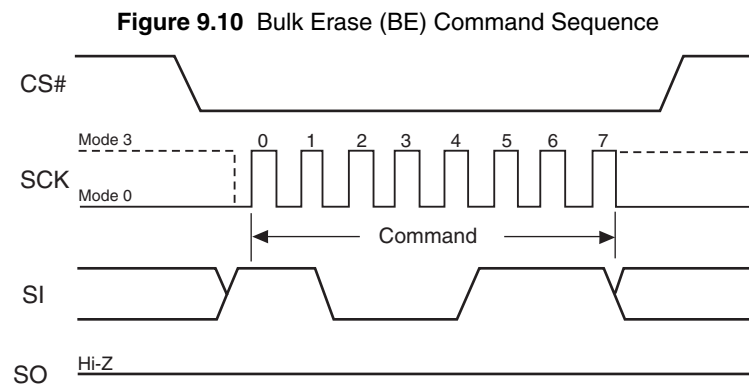 Figure 9.10 Bulk Erase (BE) Command Sequence
CS#
Mode 3
0 1 2 3 4 5 6 7
SCK
Mode 0
Command
SI
Hi-Z
SO